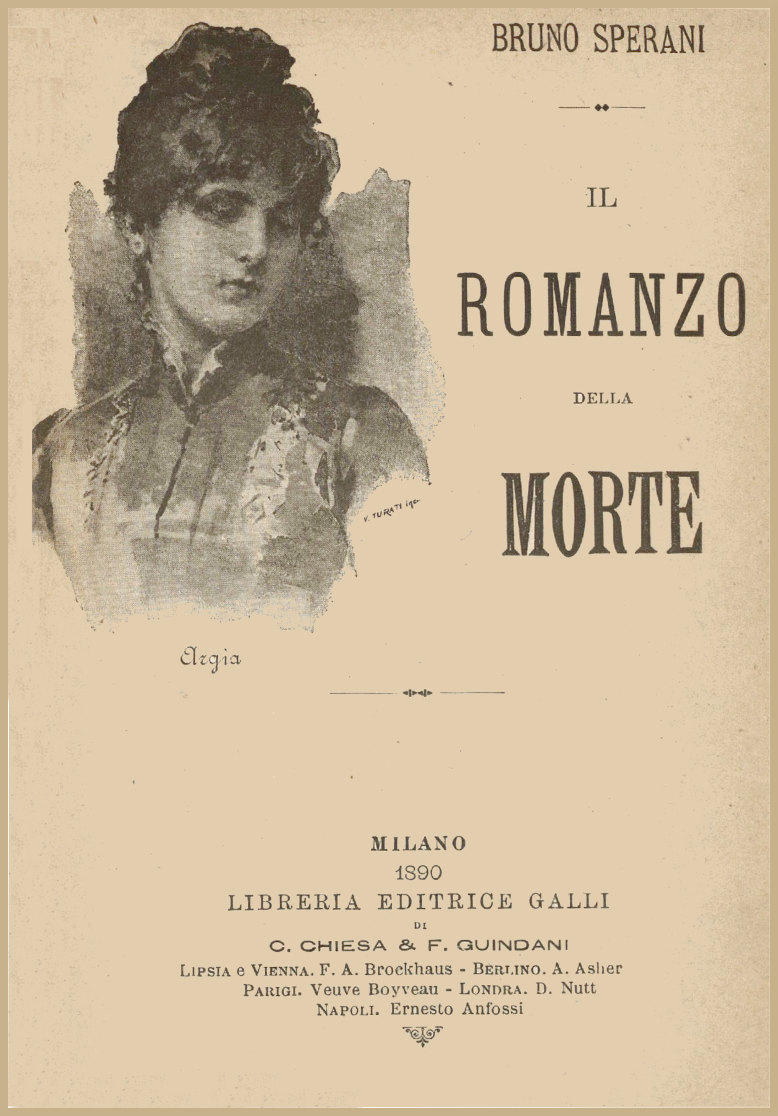 BRUNO SPERANI
IL
ROMANZO
DELLA
MORTE
V. TURATI inc.
Argia
MILANO
1890
LIBRERIA EDITRICE GALLI
DI
C. CHIESA & F. GUINDANI
LIPSIA e VIENNA. F. A. Brockhaus - BERLINO. A. Asher
PARIGI. Veuve Boyveau - LONDRA. D. Nutt
NAPOLI. Ernesto Anfossi